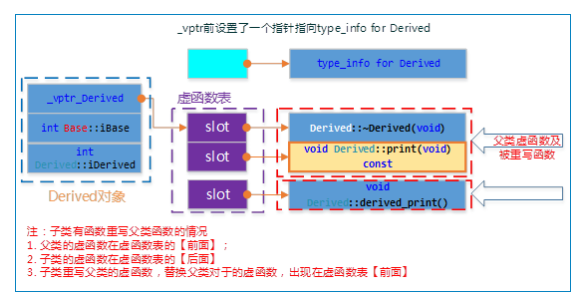 _vptr前设置了一个指针指向type_info for Derived
type_info for Derived
虚函数表
_vptr_Derived
int Base::iBase
int
Derived::iDerived
Derived对象
slot
slot
slot
Derived::~Derived(void)
void Derived::print(void)
const
void
Derived::derived_print()
父类虚函数及
被重写函数
注：子类有函数重写父类函数的情况
1. 父类的虚函数在虚函数表的【前面】；
2. 子类的虚函数在虚函数表的【后面】
3. 子类重写父类的虚函数，替换父类对于的虚函数，出现在虚函数表【前面】